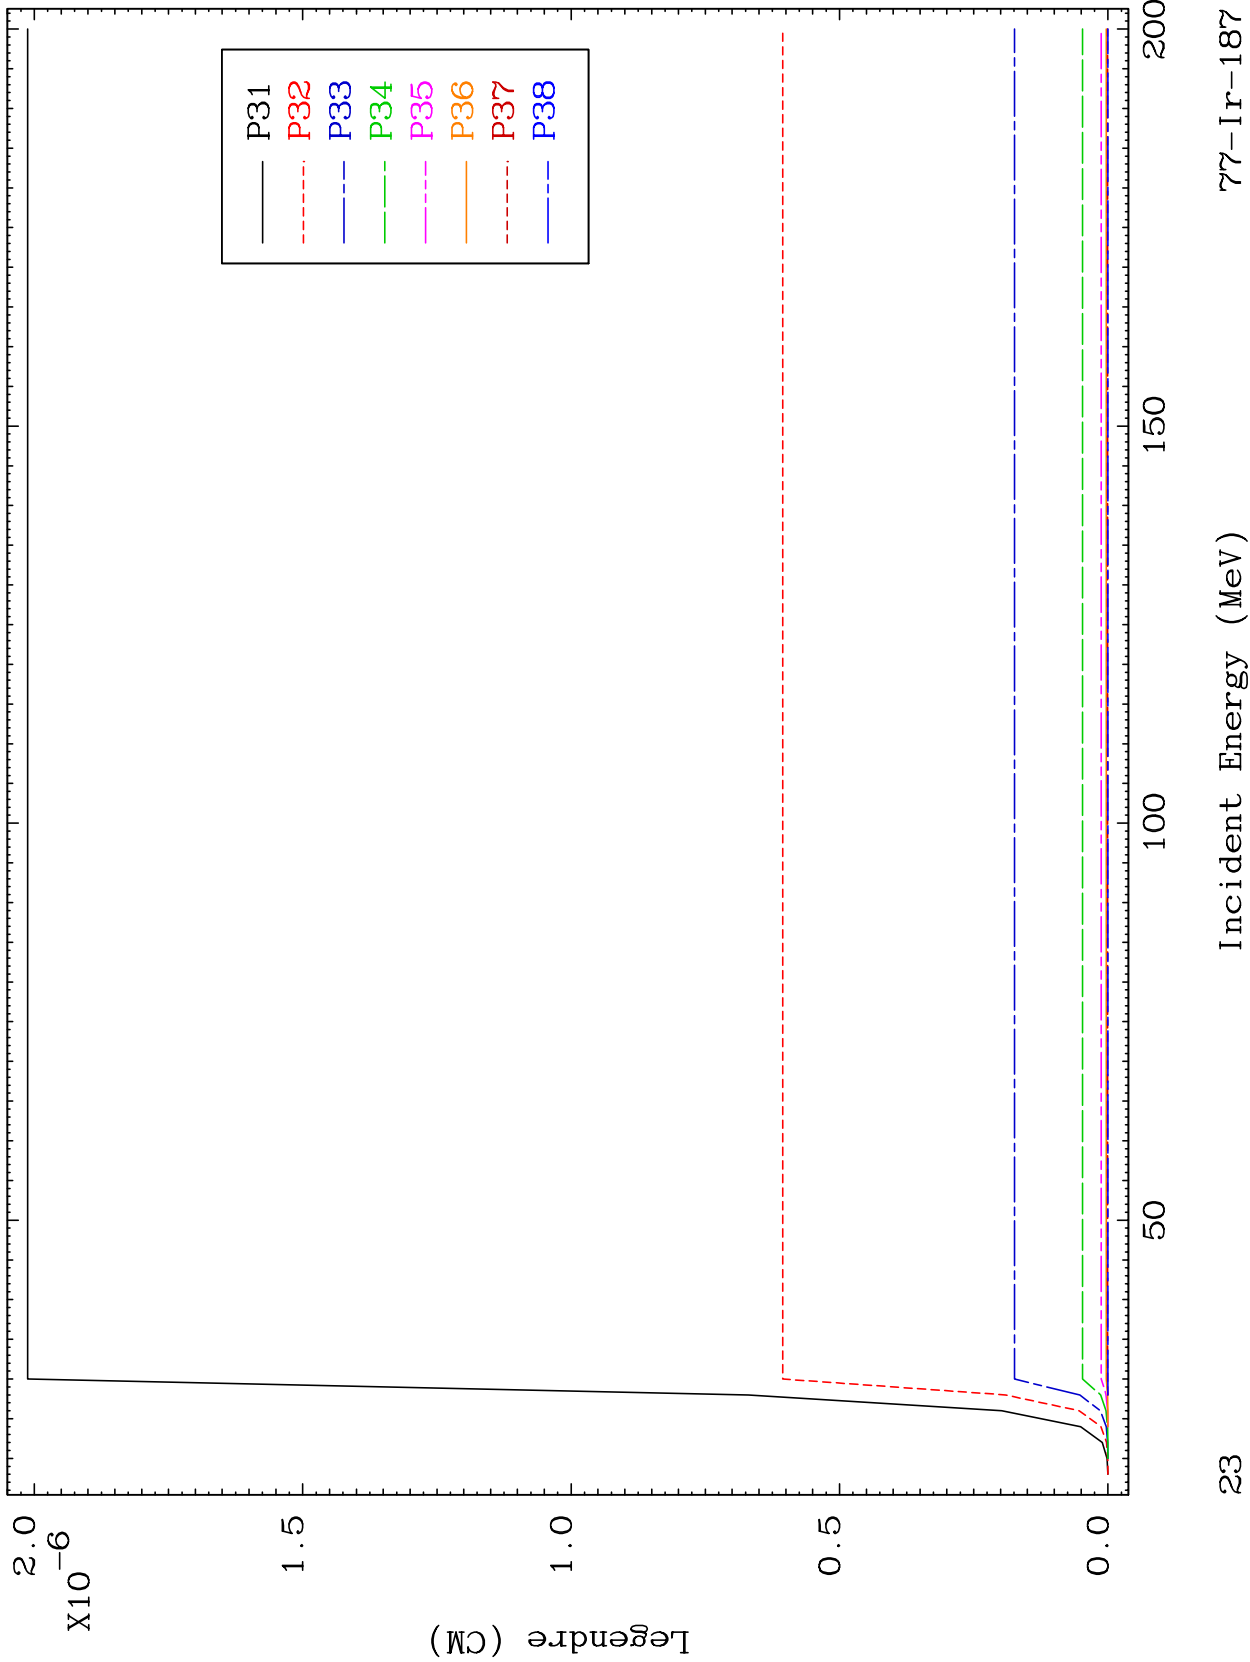 Legendre (CM)
X10-6
2.0
1.5
1.0
0.5
0.0
P31
P32
P33
P34
P35
P36
P37
P38
50
100
150
200
Incident Energy (MeV)
23
77-Ir-187